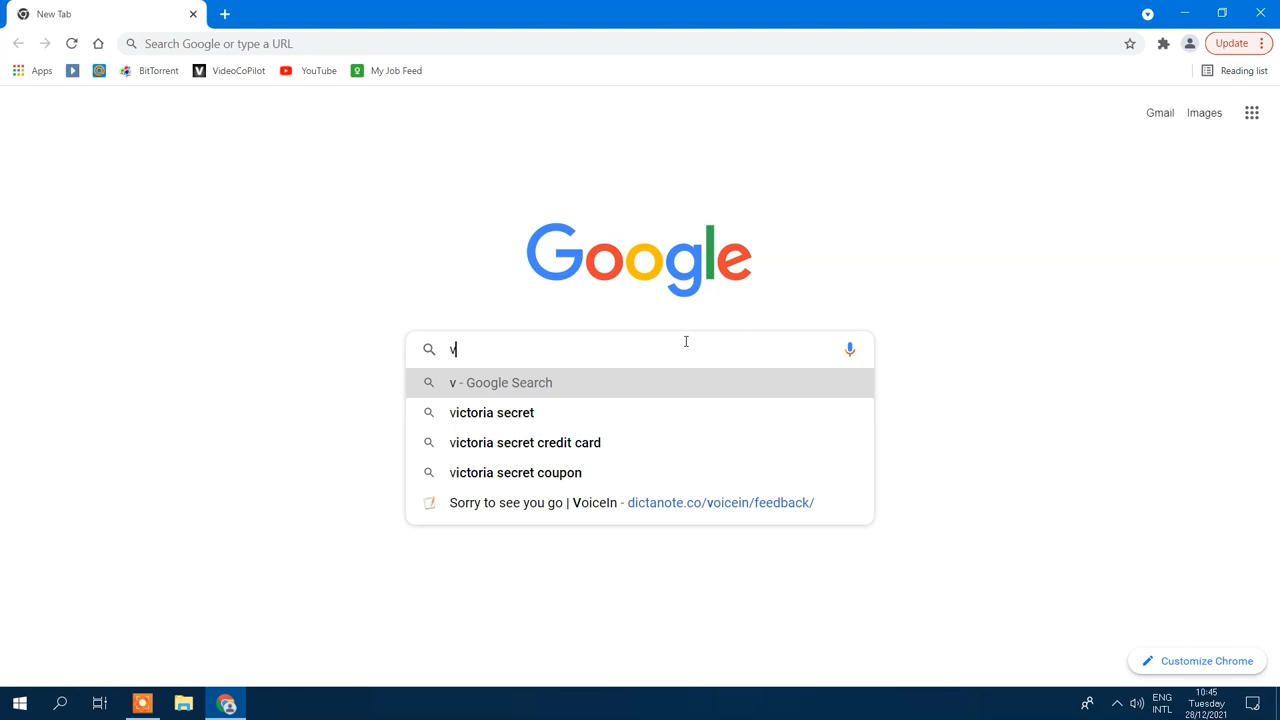 New Tab
Search Google or type a URL
Update
Apps
BitTorrent
VideoCoPilot
YouTube
My Job Feed
Reading list
Gmail Images
Google
v
v - Google Search
victoria secret
victoria secret credit card
victoria secret coupon
Sorry to see you go | VoiceIn - dictanote.co/voicein/feedback/
Customize Chrome
ENG
INTL
10:45
Tuesday
28/12/2021